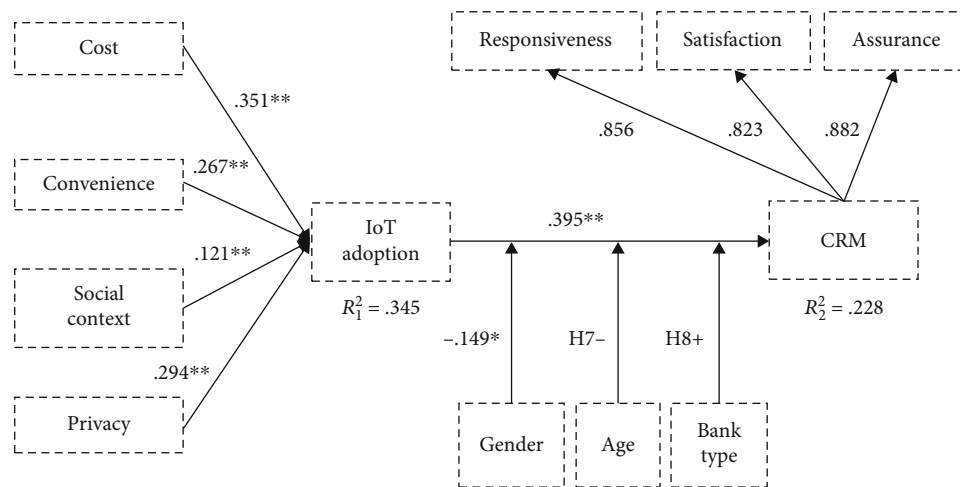 Cost
Convenience
Social
context
Privacy
.351**
.267**
.121**
.294**
IoT
adoption
R₁² = .345
.395**
–.149*
H7–
H8+
Gender
Age
Bank
type
CRM
R₂² = .228
.856
.823
.882
Responsiveness
Satisfaction
Assurance